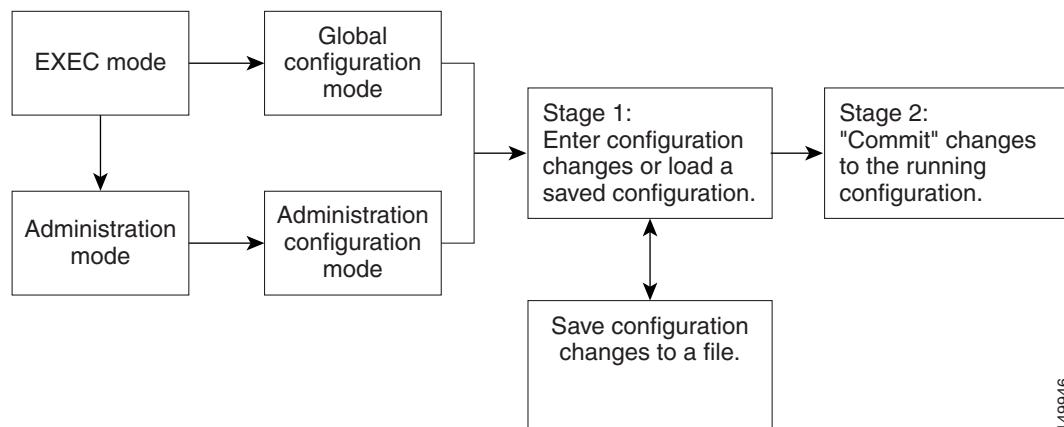 EXEC mode
Global
configuration
mode
Administration
mode
Administration
configuration
mode
Stage 1:
Enter configuration
changes or load a
saved configuration.
Stage 2:
"Commit" changes
to the running
configuration.
Save configuration
changes to a file.